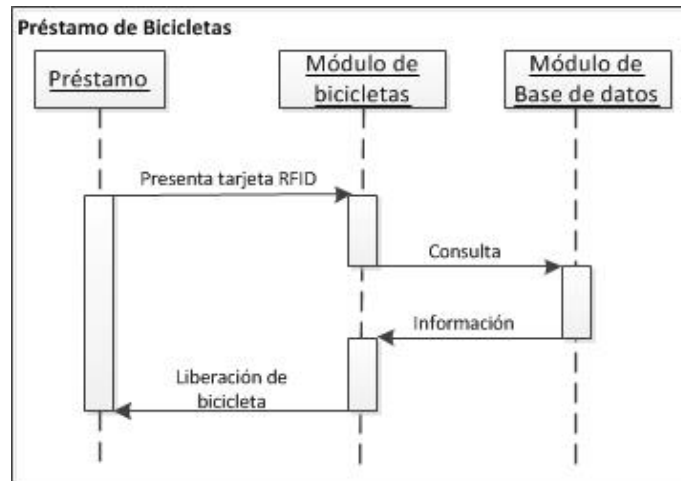 Préstamo de Bicicletas
Préstamo
Módulo de
bicicletas
Módulo de
Base de datos
Presenta tarjeta RFID
Consulta
Información
Liberación de
bicicleta